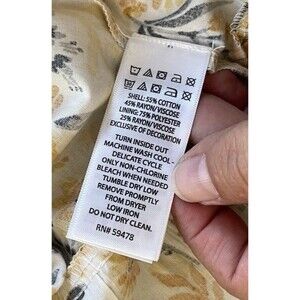 SHELL: 55% COTTON
45% RAYON/VISCOSE
LINING: 75% POLYESTER
25% RAYON/VISCOSE
EXCLUSIVE OF DECORATION
TURN INSIDE OUT
MACHINE WASH COOL -
DELICATE CYCLE
ONLY NON-CHLORINE
BLEACH WHEN NEEDED
TUMBLE DRY LOW
REMOVE PROMPTLY
FROM DRYER
LOW IRON
DO NOT DRY CLEAN.
RN# 59478